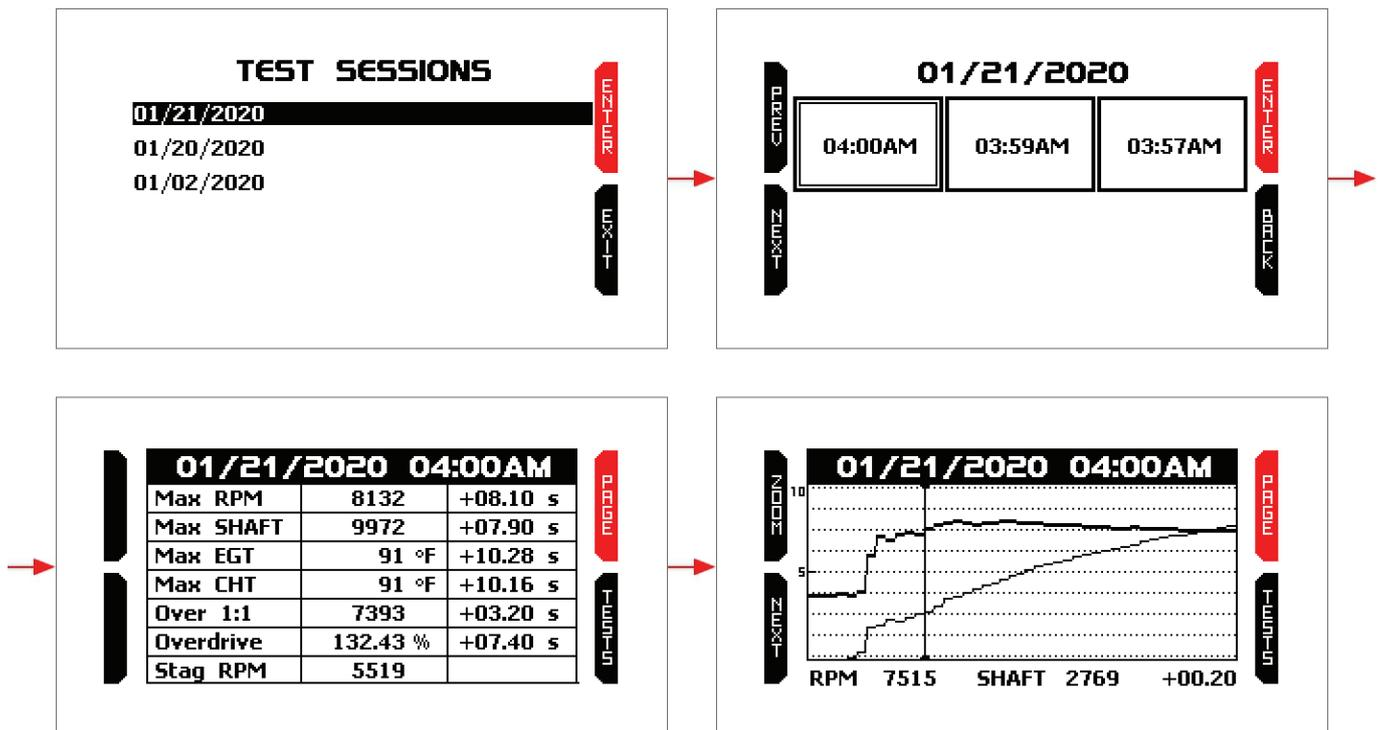 TEST SESSIONS
01/21/2020
01/20/2020
01/02/2020
ENTER
EXIT
01/21/2020
PREV
NEXT
04:00AM 03:59AM 03:57AM
ENTER
BACK
01/21/2020 04:00AM
Max RPM 8132 +08.10 s
Max SHAFT 9972 +07.90 s
Max EGT 91 °F +10.28 s
Max CHT 91 °F +10.16 s
Over 1:1 7393 +03.20 s
Overdrive 132.43 % +07.40 s
Stag RPM 5519
PAGE
TESTS
01/21/2020 04:00AM
ZOOM
NEXT
10
5
RPM 7515 SHAFT 2769 +00.20
PAGE
TESTS